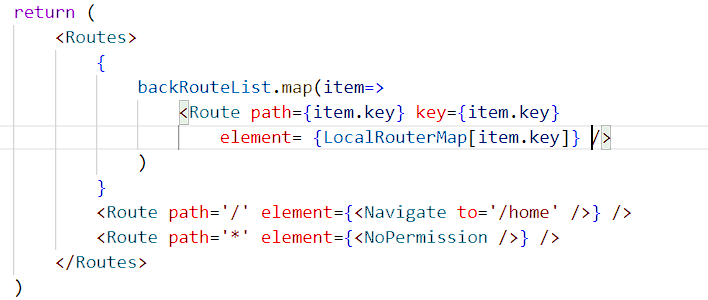 return (
<Routes>
{
backRouteList.map(item=>
<Route path={item.key} key={item.key}
element= {LocalRouterMap[item.key]} />
)
}
<Route path='/' element={<Navigate to='/home' />} />
<Route path='*' element={<NoPermission />} />
</Routes>
)